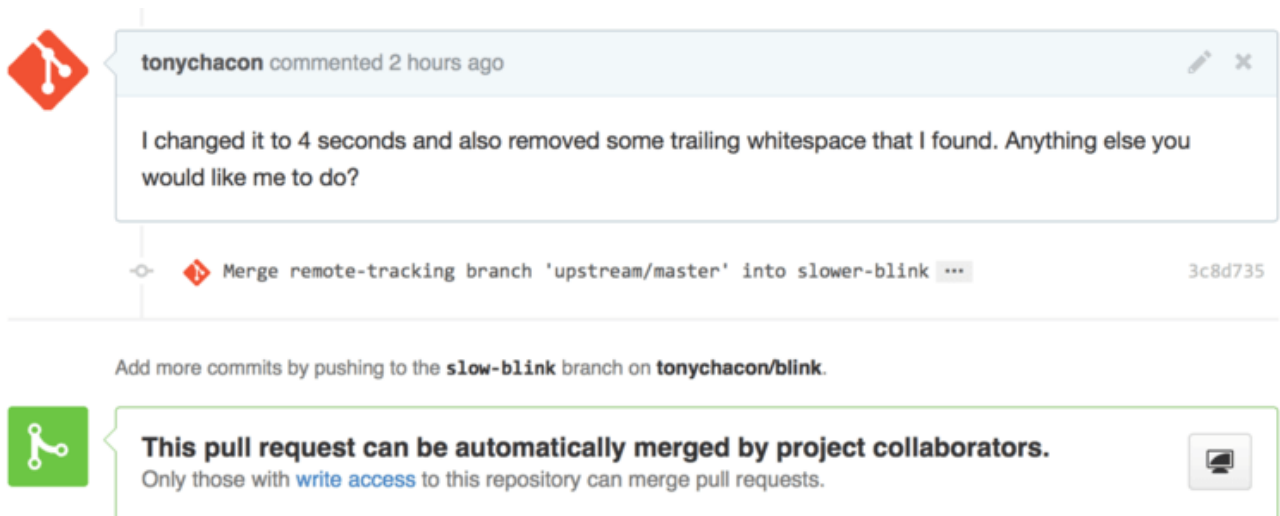 tonychacon commented 2 hours ago
I changed it to 4 seconds and also removed some trailing whitespace that I found. Anything else you
would like me to do?
Merge remote-tracking branch 'upstream/master' into slower-blink ...
3c8d735
Add more commits by pushing to the slow-blink branch on tonychacon/blink.
This pull request can be automatically merged by project collaborators.
Only those with write access to this repository can merge pull requests.